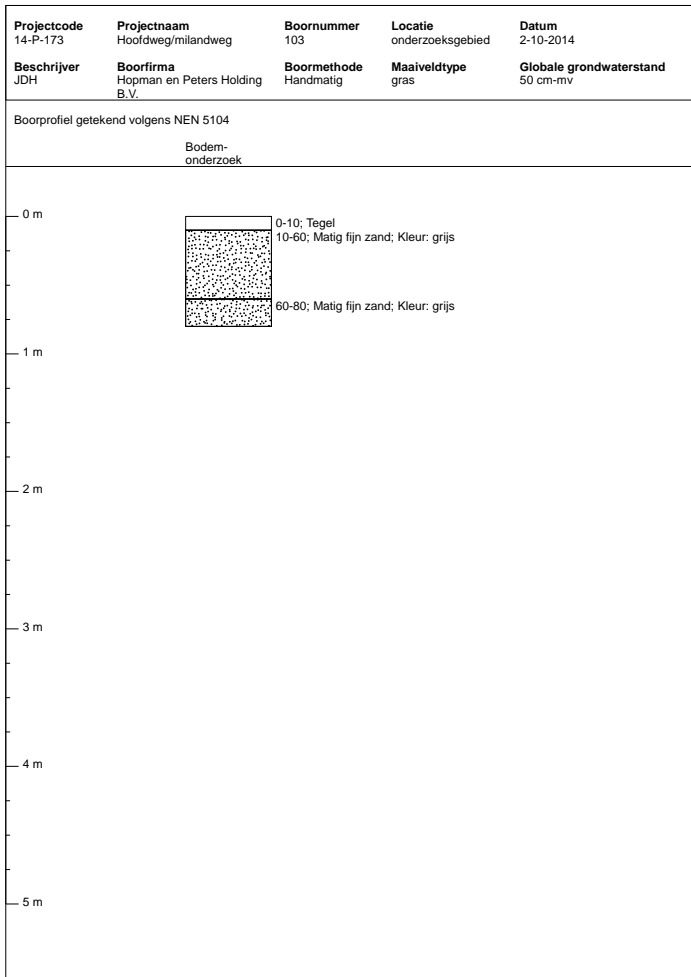 Projectcode Projectnaam Boornummer Locatie Datum
14-P-173 Hoofdweg/milandweg 103 onderzoeksgebied 2-10-2014
Beschrijver Boorfirma Boormethode Maaiveldtype Globale grondwaterstand
JDH Hopman en Peters Holding Handmatig gras 50 cm-mv
B.V.
Boorprofiel getekend volgens NEN 5104
Bodem-
onderzoek
0 m
0-10; Tegel
10-60; Matig fijn zand; Kleur: grijs
60-80; Matig fijn zand; Kleur: grijs
1 m
2 m
3 m
4 m
5 m